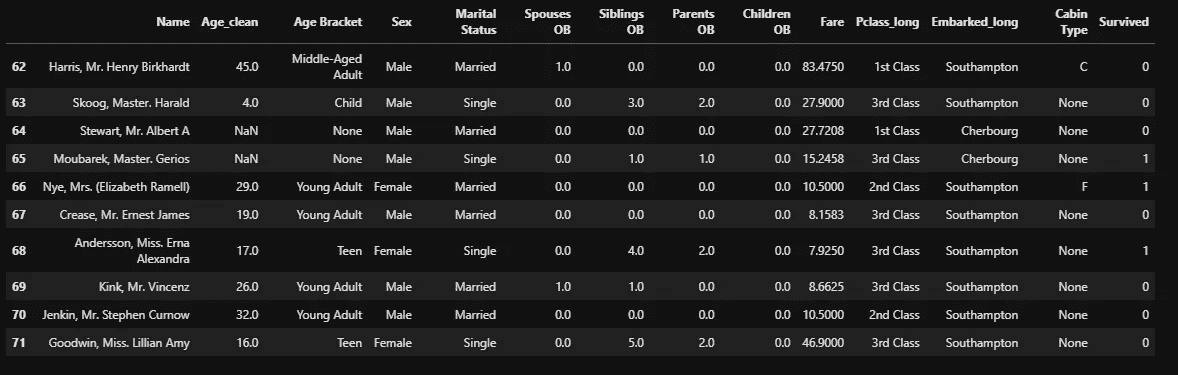 Name Age_clean Age Bracket Sex Marital Status Spouses OB Siblings OB Parents OB Children OB Fare Pclass_long Embarked_long Cabin Type Survived
62 Harris, Mr. Henry Birkhardt 45.0 Middle-Aged Adult Male Married 1.0 0.0 0.0 0.0 83.4750 1st Class Southampton C 0
63 Skoog, Master. Harald 4.0 Child Male Single 0.0 3.0 2.0 0.0 27.9000 3rd Class Southampton None 0
64 Stewart, Mr. Albert A NaN None Male Married 0.0 0.0 0.0 0.0 27.7208 1st Class Cherbourg None 0
65 Moubarek, Master. Gerios NaN None Male Single 0.0 1.0 1.0 0.0 15.2458 3rd Class Cherbourg None 1
66 Nye, Mrs. (Elizabeth Ramell) 29.0 Young Adult Female Married 0.0 0.0 0.0 0.0 10.5000 2nd Class Southampton F 1
67 Crease, Mr. Ernest James 19.0 Young Adult Male Married 0.0 0.0 0.0 0.0 8.1583 3rd Class Southampton None 0
68 Andersson, Miss. Erna Alexandra 17.0 Teen Female Single 0.0 4.0 2.0 0.0 7.9250 3rd Class Southampton None 1
69 Kink, Mr. Vincenz 26.0 Young Adult Male Married 1.0 1.0 0.0 0.0 8.6625 3rd Class Southampton None 0
70 Jenkin, Mr. Stephen Curnow 32.0 Young Adult Male Married 0.0 0.0 0.0 0.0 10.5000 2nd Class Southampton None 0
71 Goodwin, Miss. Lillian Amy 16.0 Teen Female Single 0.0 5.0 2.0 0.0 46.9000 3rd Class Southampton None 0